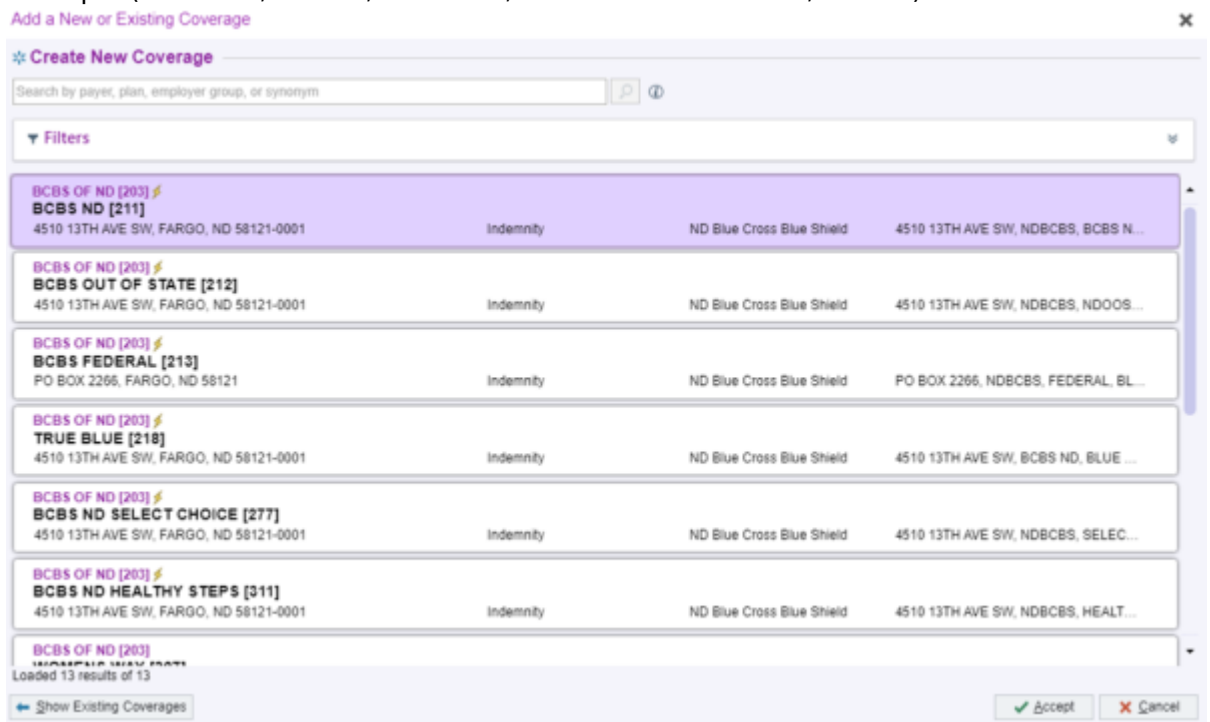 Add a New or Existing Coverage
Create New Coverage
Search by payer, plan, employer group, or synonym
Filters
BCBS OF ND [203]
BCBS ND [211]
4510 13TH AVE SW, FARGO, ND 58121-0001 Indemnity ND Blue Cross Blue Shield 4510 13TH AVE SW, NDBCBS, BCBS N...
BCBS OF ND [203]
BCBS OUT OF STATE [212]
4510 13TH AVE SW, FARGO, ND 58121-0001 Indemnity ND Blue Cross Blue Shield 4510 13TH AVE SW, NDBCBS, NDOOS...
BCBS OF ND [203]
BCBS FEDERAL [213]
PO BOX 2266, FARGO, ND 58121 Indemnity ND Blue Cross Blue Shield PO BOX 2266, NDBCBS, FEDERAL, BL...
BCBS OF ND [203]
TRUE BLUE [218]
4510 13TH AVE SW, FARGO, ND 58121-0001 Indemnity ND Blue Cross Blue Shield 4510 13TH AVE SW, BCBS ND, BLUE ...
BCBS OF ND [203]
BCBS ND SELECT CHOICE [277]
4510 13TH AVE SW, FARGO, ND 58121-0001 Indemnity ND Blue Cross Blue Shield 4510 13TH AVE SW, NDBCBS, SELEC...
BCBS OF ND [203]
BCBS ND HEALTHY STEPS [311]
4510 13TH AVE SW, FARGO, ND 58121-0001 Indemnity ND Blue Cross Blue Shield 4510 13TH AVE SW, NDBCBS, HEALT...
BCBS OF ND [203]
WOMENS WAY
Loaded 13 results of 13
Show Existing Coverages Accept Cancel